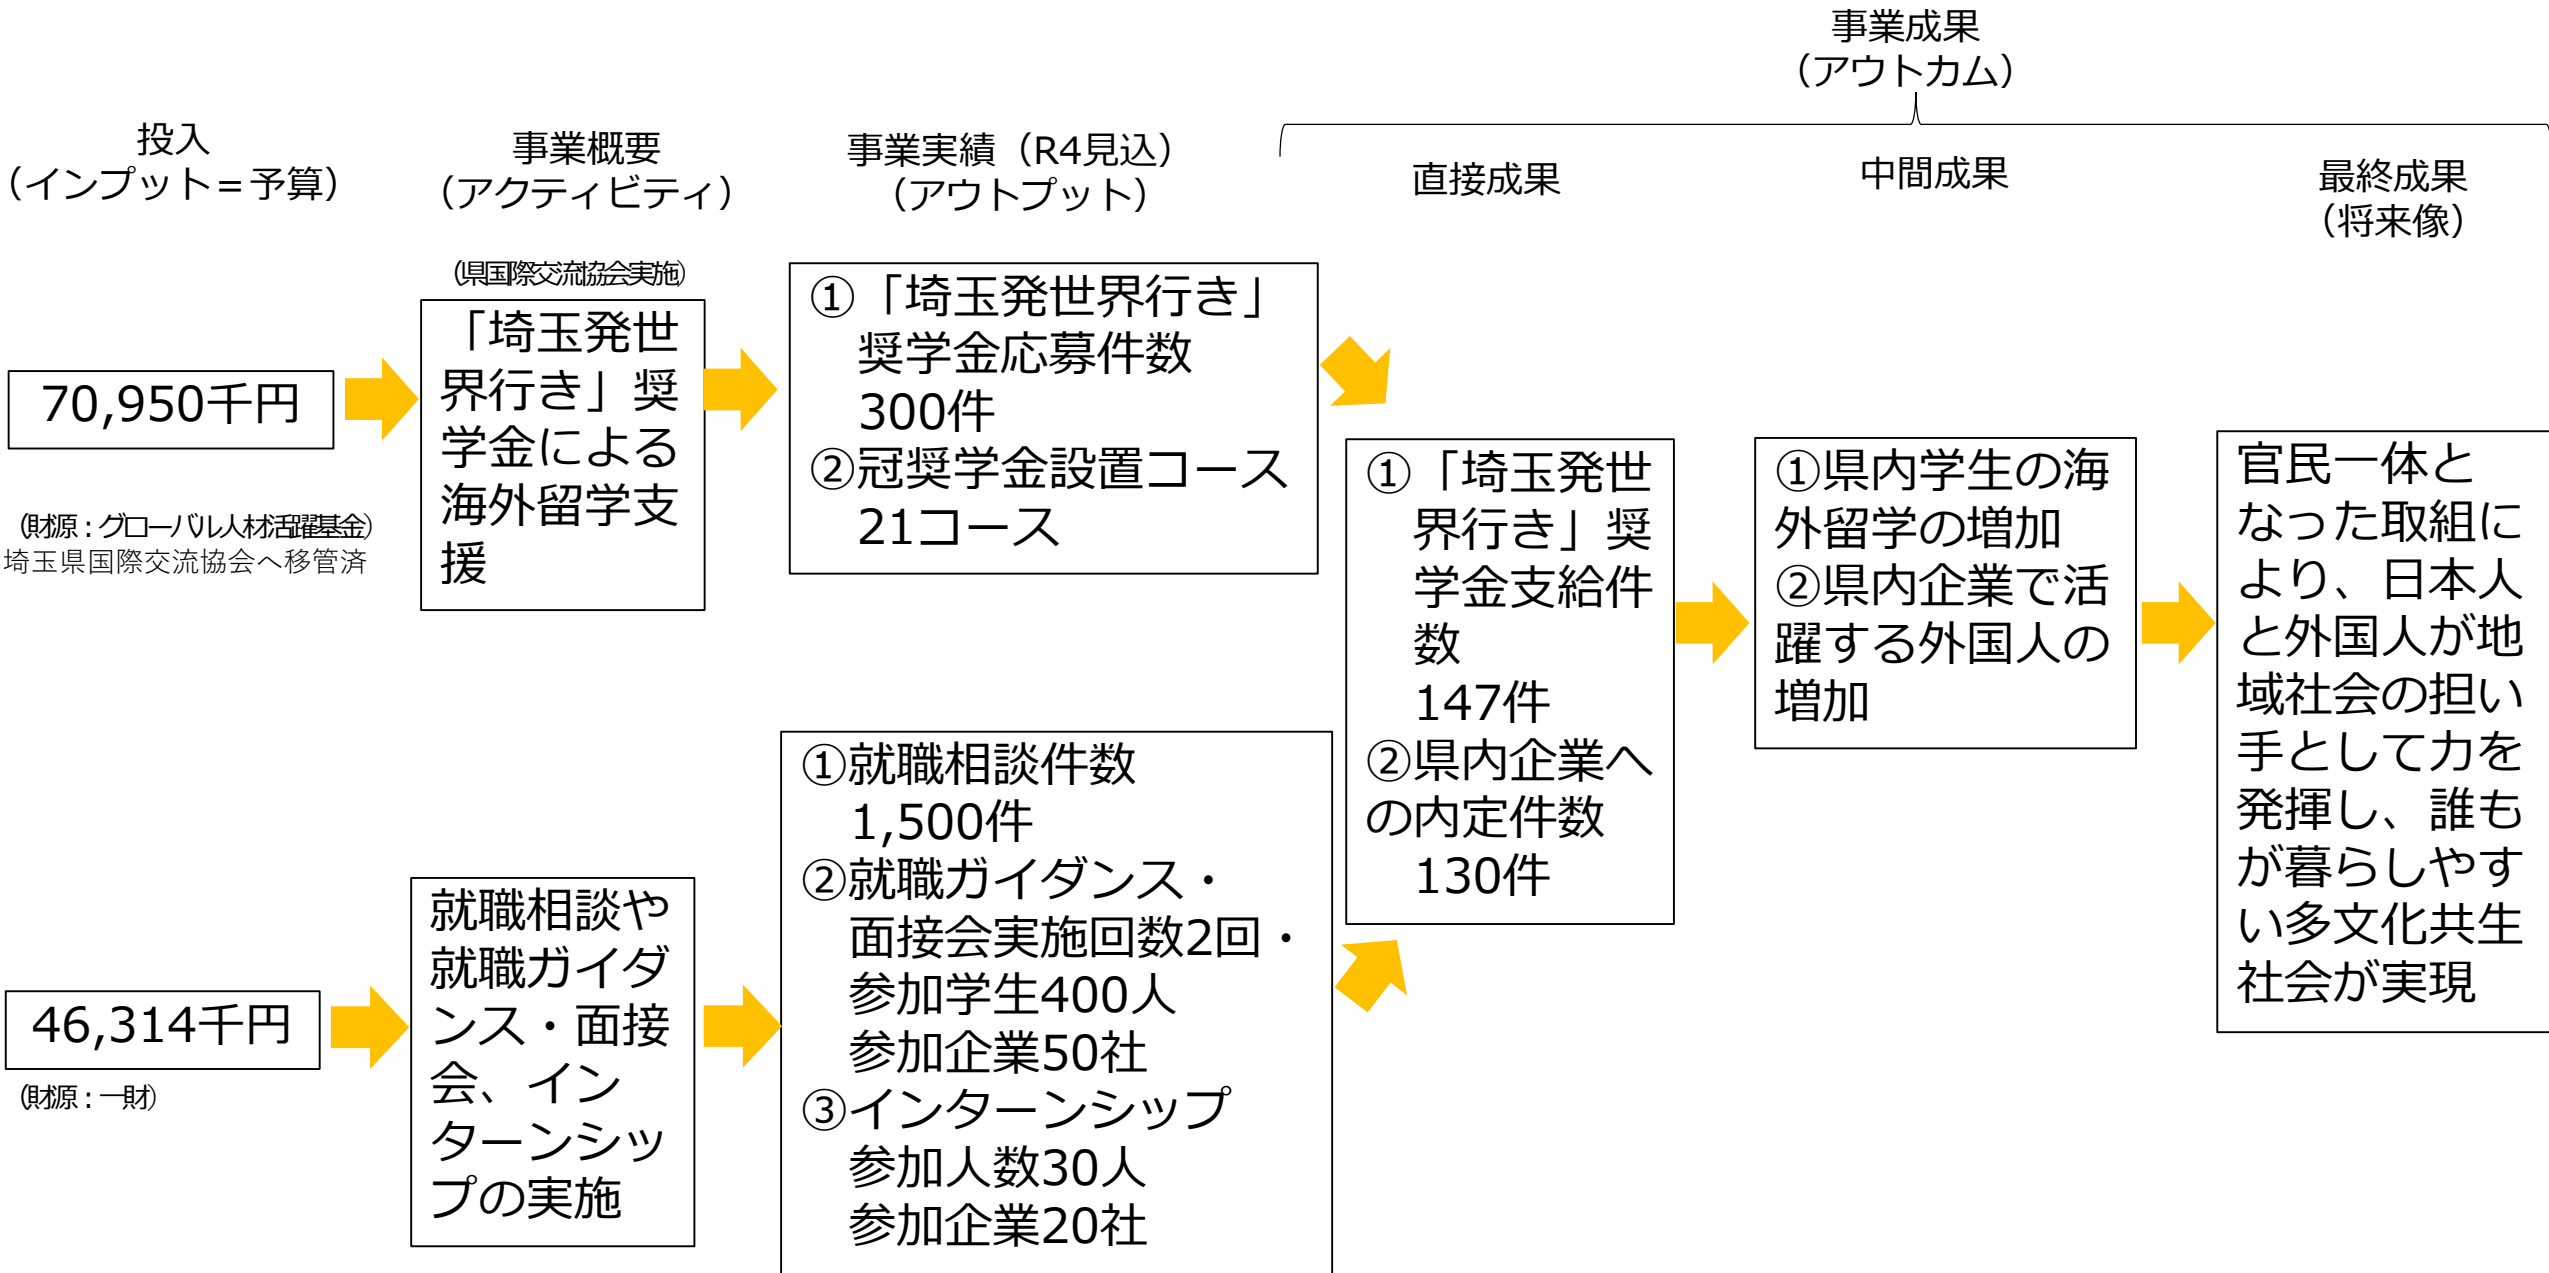 事業成果
（アウトカム）
投入
（インプット＝予算）
事業概要
（アクティビティ）
事業実績（R4見込）
（アウトプット）
直接成果
中間成果
最終成果
（将来像）
70,950千円
（財源：グローバル人材活躍基金）
埼玉県国際交流協会へ移管済
（県国際交流協会実施）
「埼玉発世
界行き」奨
学金による
海外留学支
援
①「埼玉発世界行き」
奨学金応募件数
300件
②冠奨学金設置コース
21コース
46,314千円
（財源：一財）
就職相談や
就職ガイダ
ンス・面接
会、イン
ターンシッ
プの実施
①就職相談件数
1,500件
②就職ガイダンス・
面接会実施回数2回・
参加学生400人
参加企業50社
③インターンシップ
参加人数30人
参加企業20社
①「埼玉発世
界行き」奨
学金支給件
数
147件
②県内企業へ
の内定件数
130件
①県内学生の海
外留学の増加
②県内企業で活
躍する外国人の
増加
官民一体と
なった取組に
より、日本人
と外国人が地
域社会の担い
手として力を
発揮し、誰も
が暮らしやす
い多文化共生
社会が実現